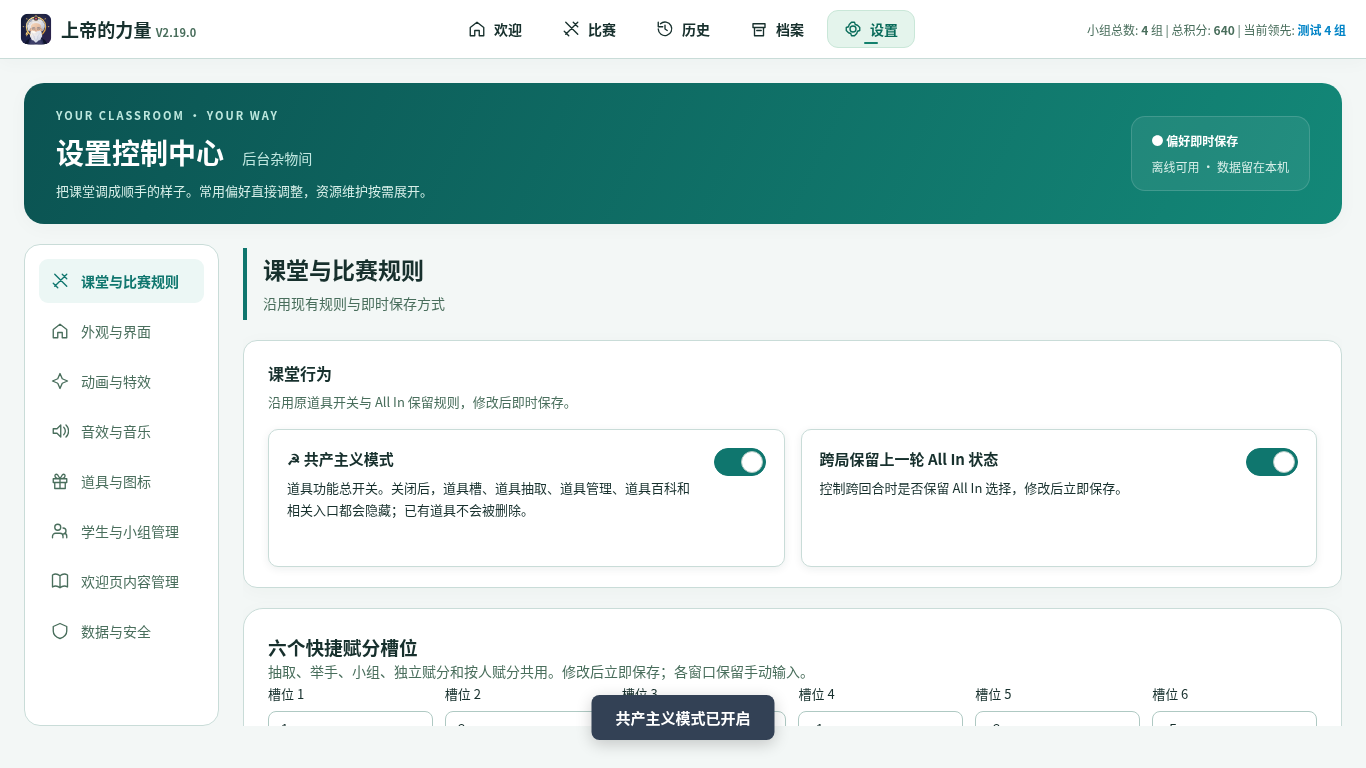 上帝的力量 V2.19.0
欢迎
比赛
历史
档案
设置
小组总数: 4 组 | 总积分: 640 | 当前领先: 测试 4 组
YOUR CLASSROOM · YOUR WAY
设置控制中心 后台杂物间
把课堂调成顺手的样子。常用偏好直接调整，资源维护按需展开。
偏好即时保存
离线可用 · 数据留在本机
课堂与比赛规则
外观与界面
动画与特效
音效与音乐
道具与图标
学生与小组管理
欢迎页内容管理
数据与安全
课堂与比赛规则
沿用现有规则与即时保存方式
课堂行为
沿用原道具开关与 All In 保留规则，修改后即时保存。
☭ 共产主义模式
道具功能总开关。关闭后，道具槽、道具抽取、道具管理、道具百科和
相关入口都会隐藏；已有道具不会被删除。
跨局保留上一轮 All In 状态
控制跨回合时是否保留 All In 选择，修改后立即保存。
六个快捷赋分槽位
抽取、举手、小组、独立赋分和按人赋分共用。修改后立即保存；各窗口保留手动输入。
槽位 1
槽位 2
槽位 3
槽位 4
槽位 5
槽位 6
共产主义模式已开启